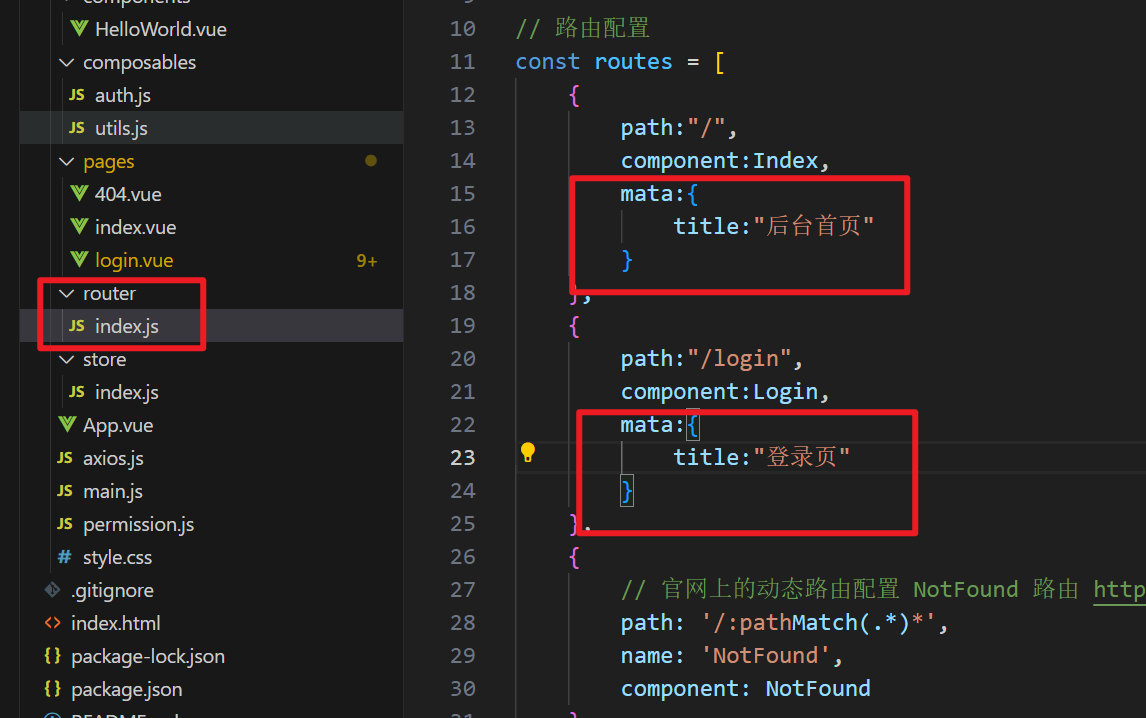 components
HelloWorld.vue
composables
JS auth.js
JS utils.js
pages
404.vue
index.vue
login.vue 9+
router
JS index.js
store
JS index.js
App.vue
JS axios.js
JS main.js
JS permission.js
# style.css
.gitignore
<> index.html
{} package-lock.json
{} package.json
10 // 路由配置
11 const routes = [
12 {
13 path:"/",
14 component:Index,
15 mata:{
16 title:"后台首页"
17 }
18 },
19 {
20 path:"/login",
21 component:Login,
22 mata:{
23 title:"登录页"
24 }
25 },
26 {
27 // 官网上的动态路由配置 NotFound 路由 http
28 path: '/:pathMatch(.*)*',
29 name: 'NotFound',
30 component: NotFound